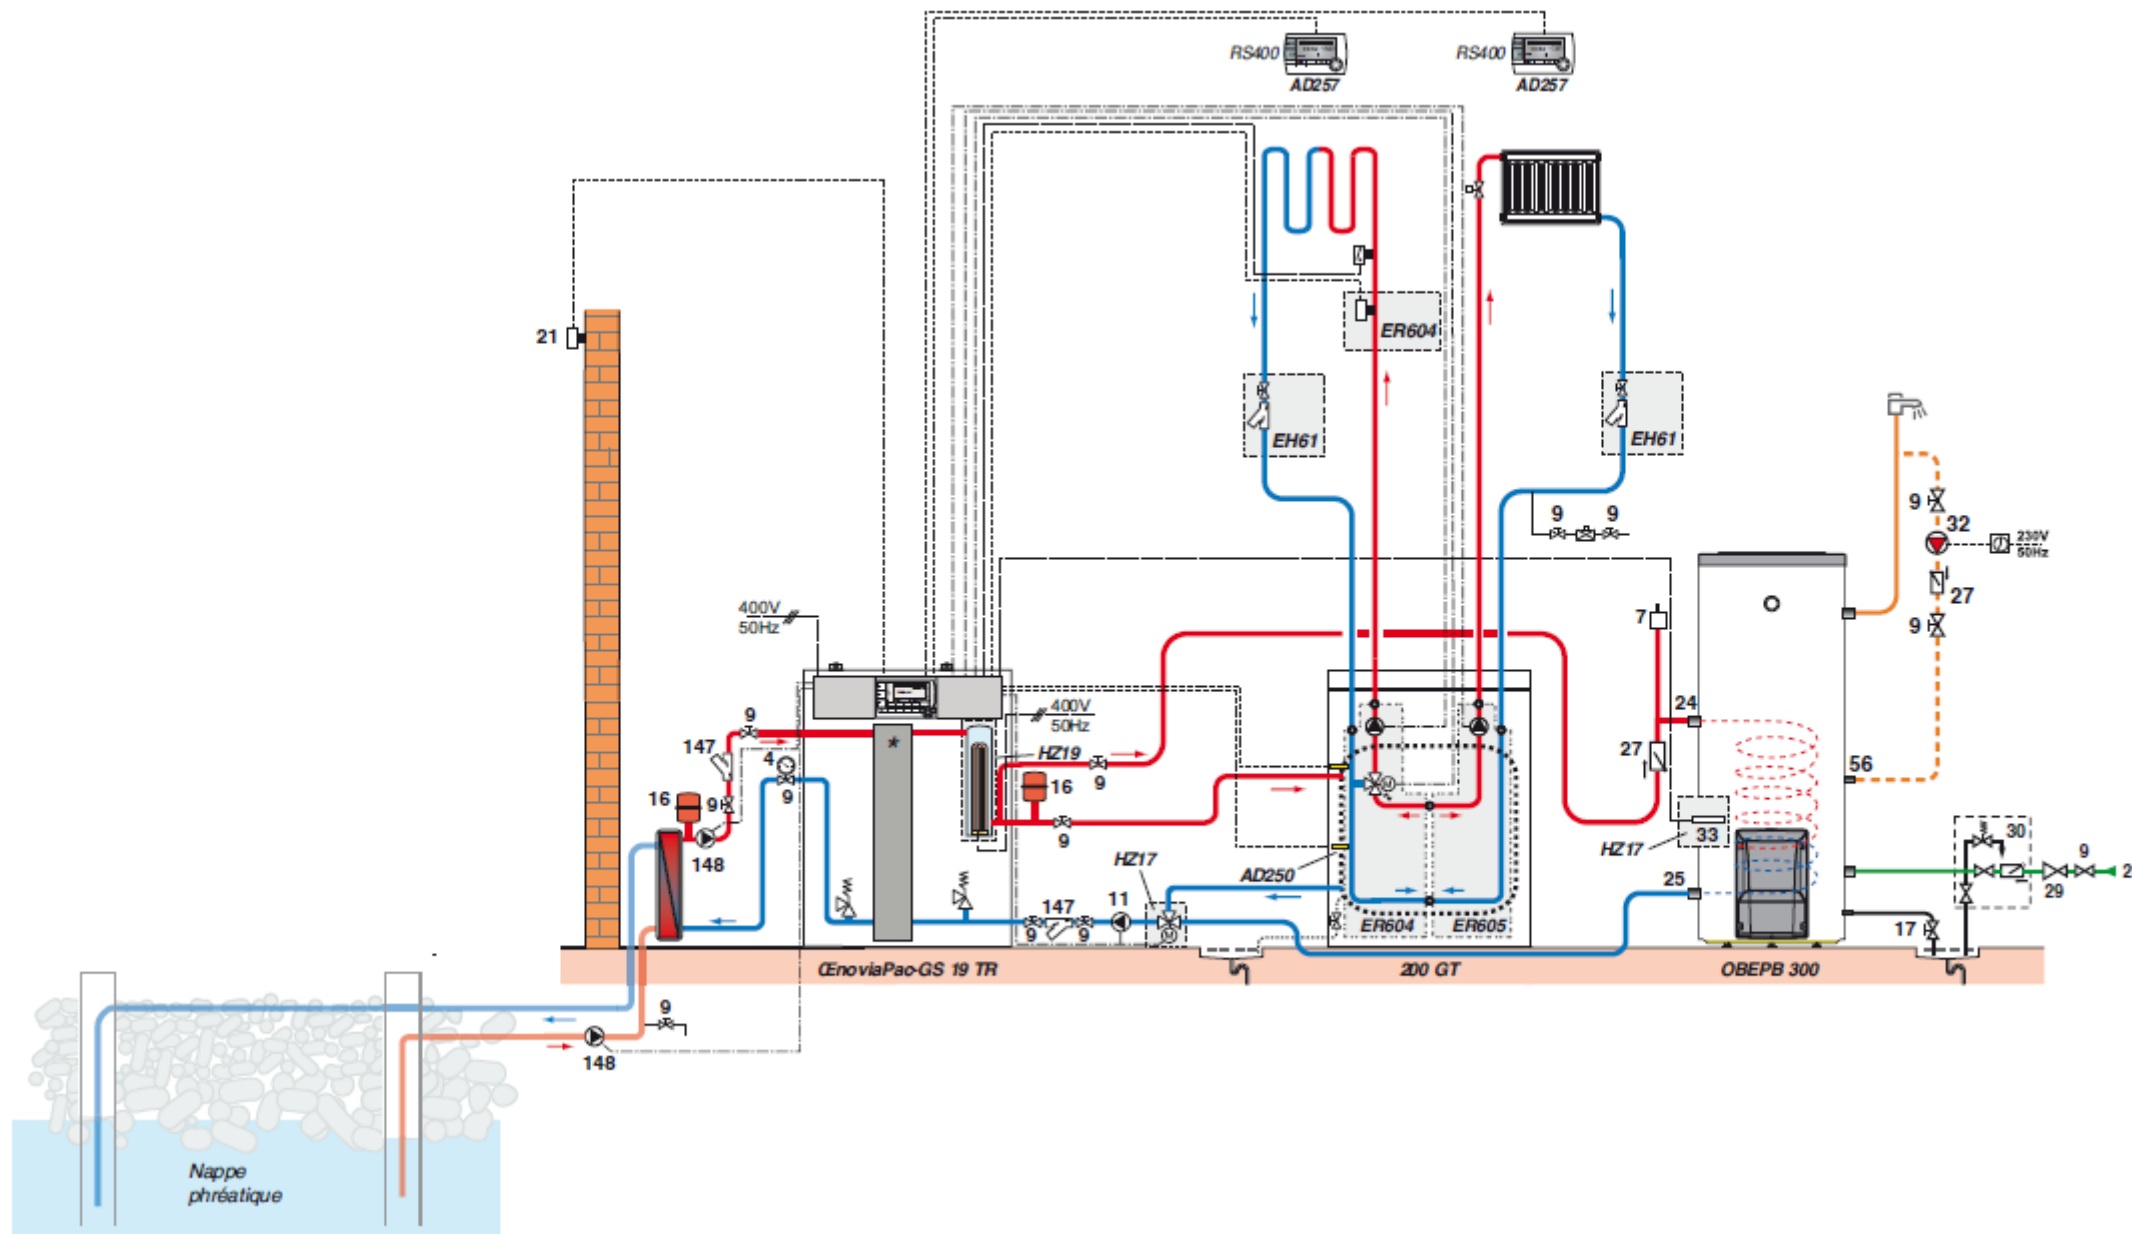 RS400
AD257
RS400
AD257
21
ER604
EH61
EH61
9
9
9
32
230V
50Hz
27
9
400V
50Hz
7
24
9
147
4
400V
50Hz
HZ19
9
27
56
16
9
9
16
9
148
HZ17
AD250
33
HZ17
30
9
2
29
25
147
11
9
9
ER604
ER605
17
ŒnoviaPac-GS 19 TR
200 GT
OBEPB 300
*
M
M
9
148
Nappe
phréatique